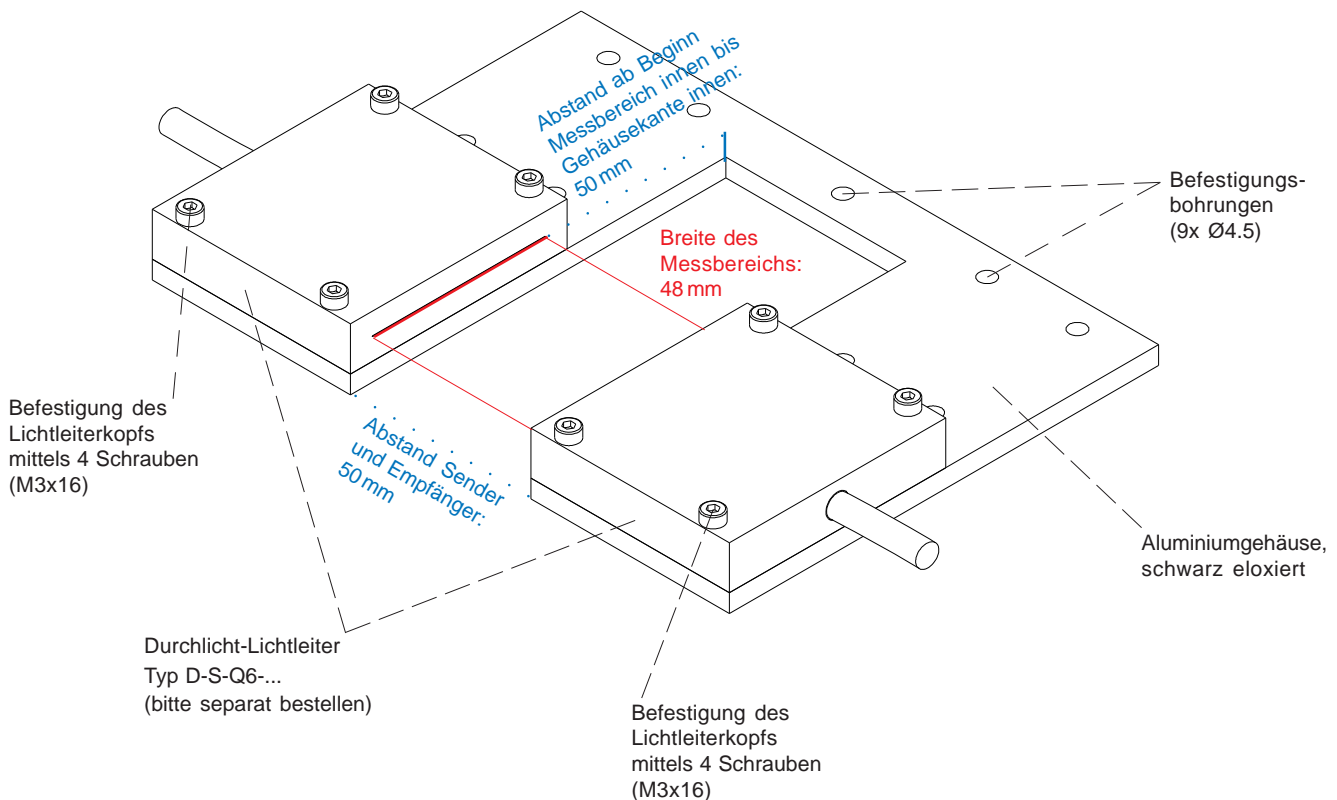 Abstand ab Beginn
Messbereich innen bis
Gehäusekante innen:
50 mm
Befestigungs-
bohrungen
(9x Ø4.5)
Breite des
Messbereichs:
48 mm
Befestigung des
Lichtleiterkopfs
mittels 4 Schrauben
(M3x16)
Abstand Sender
und Empfänger:
50 mm
Aluminiumgehäuse,
schwarz eloxiert
Durchlicht-Lichtleiter
Typ D-S-Q6-...
(bitte separat bestellen)
Befestigung des
Lichtleiterkopfs
mittels 4 Schrauben
(M3x16)